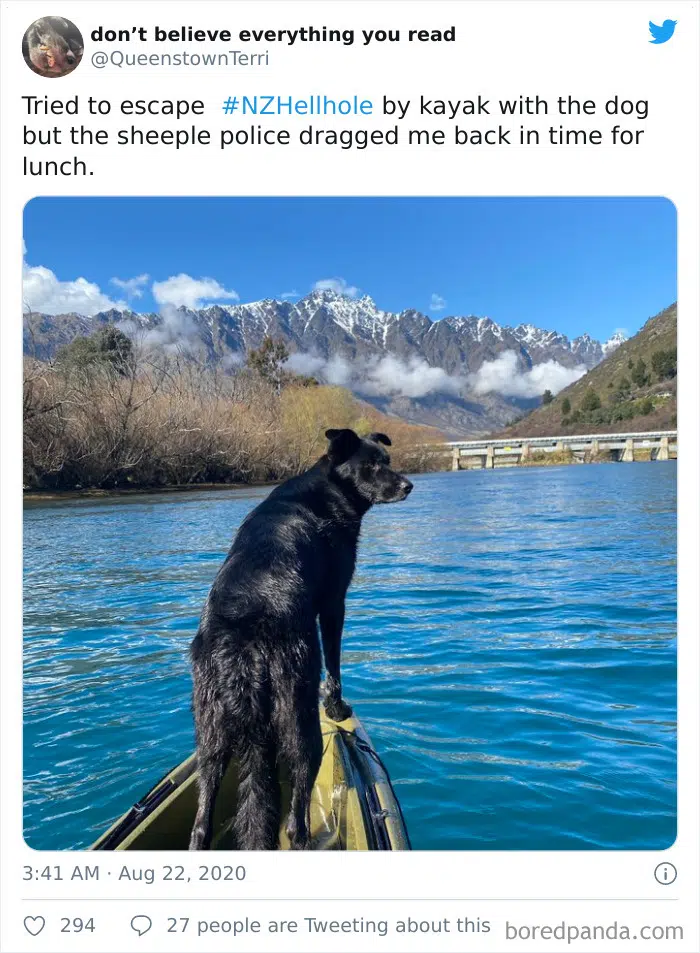 don’t believe everything you read
@QueenstownTerri
Tried to escape #NZHellhole by kayak with the dog
but the sheeple police dragged me back in time for
lunch.
3:41 AM · Aug 22, 2020
294 27 people are Tweeting about this
boredpanda.com